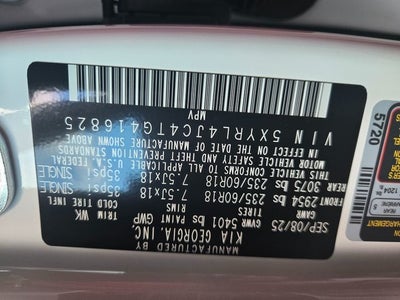 MANUFACTURED BY
KIA GEORGIA, INC.
SEP/08/25 GVWR 5401 lbs PAINT GWP TRIM WK
GAWR TIRES RIMS COLD TIRE INFL
FRONT 2954 lbs 235/60R18 7.5Jx18 35psi SINGLE
REAR 3075 lbs 235/60R18 7.5Jx18 35psi SINGLE
THIS VEHICLE CONFORMS TO ALL APPLICABLE U.S.A. FEDERAL
MOTOR VEHICLE SAFETY AND THEFT PREVENTION STANDARDS
IN EFFECT ON THE DATE OF MANUFACTURE SHOWN ABOVE
VIN 5XYRL4JC4TG416825
MPV
5720
1204